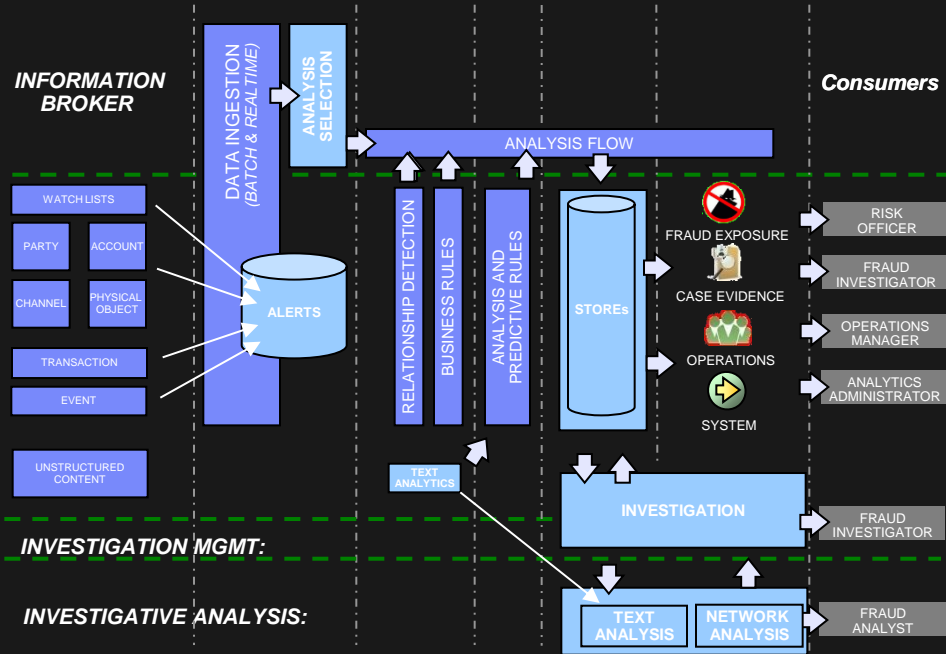 INFORMATION
BROKER
DATA INGESTION
(BATCH & REALTIME)
ANALYSIS
SELECTION
Consumers
ANALYSIS FLOW
WATCH LISTS
PARTY
ACCOUNT
CHANNEL
PHYSICAL
OBJECT
TRANSACTION
EVENT
UNSTRUCTURED
CONTENT
ALERTS
RELATIONSHIP DETECTION
BUSINESS RULES
ANALYSIS AND
PREDICTIVE RULES
TEXT
ANALYTICS
STOREs
FRAUD EXPOSURE
CASE EVIDENCE
OPERATIONS
SYSTEM
RISK
OFFICER
FRAUD
INVESTIGATOR
OPERATIONS
MANAGER
ANALYTICS
ADMINISTRATOR
INVESTIGATION
FRAUD
INVESTIGATOR
INVESTIGATION MGMT:
INVESTIGATIVE ANALYSIS:
TEXT
ANALYSIS
NETWORK
ANALYSIS
FRAUD
ANALYST